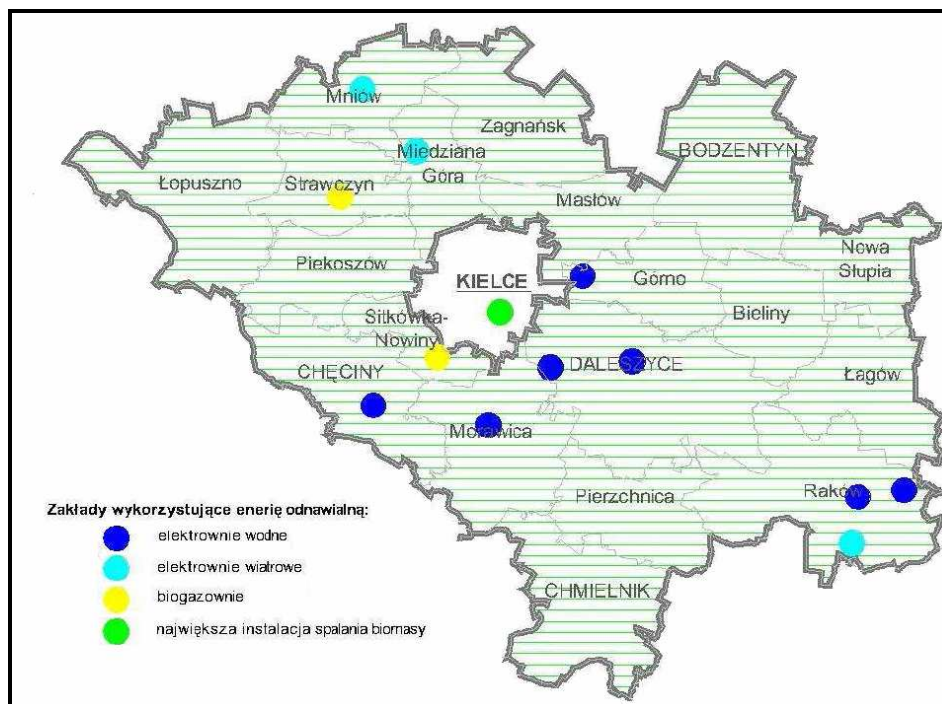 Mniów
Zagnańsk
BODZENTYN
Miedziana
Góra
Łopuszno
Strawczyn
Masłów
Nowa
Słupia
Piekoszów
KIELCE
Górno
Bieliny
Sitkówka-
Nowiny
CHĘCINY
DALESZYCE
Łagów
Morawica
Pierzchnica
Raków
CHMIELNIK
Zakłady wykorzystujące enerię odnawialną:
elektrownie wodne
elektrownie wiatrowe
biogazownie
największa instalacja spalania biomasy